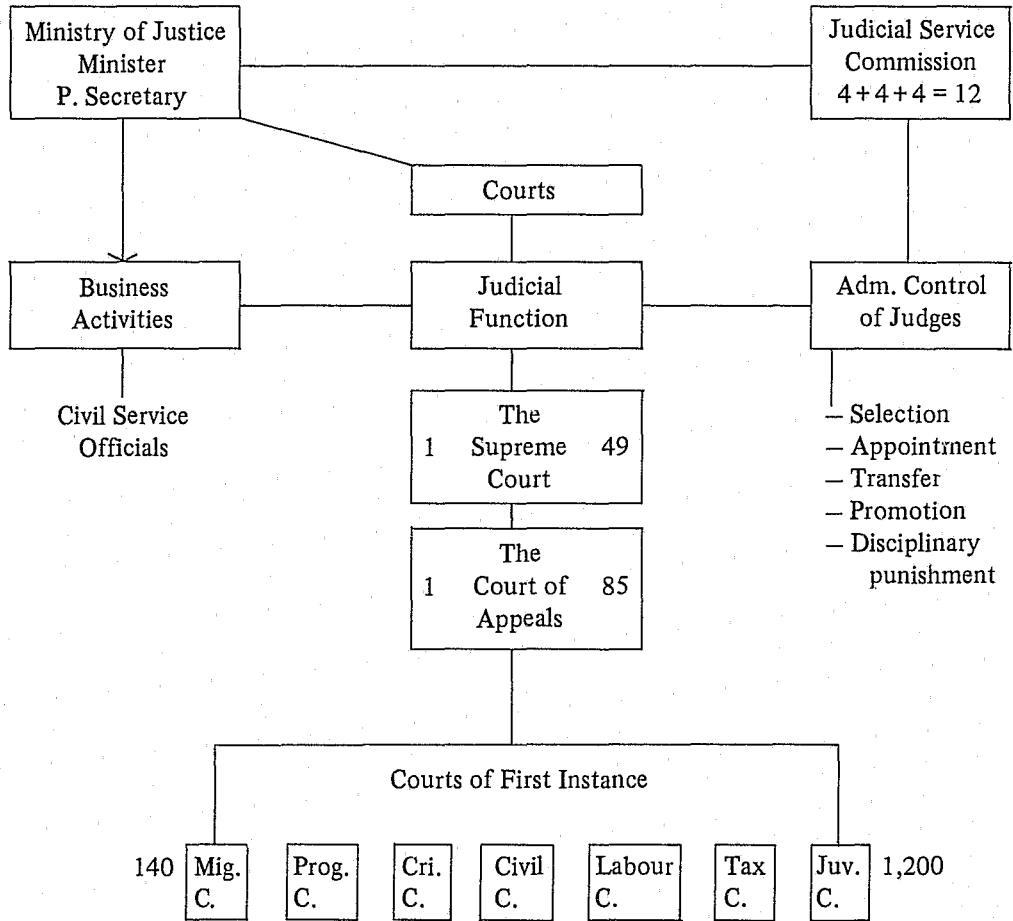 Ministry of Justice
Minister
P. Secretary
Judicial Service
Commission
4+4+4 = 12
Courts
Business
Activities
Judicial
Function
Adm. Control
of Judges
Civil Service
Officials
The
1 Supreme 49
Court
– Selection
– Appointment
– Transfer
– Promotion
– Disciplinary
punishment
The
1 Court of 85
Appeals
Courts of First Instance
140 Mig. Prog. Cri. Civil Labour Tax Juv. 1,200
C. C. C. C. C. C. C.